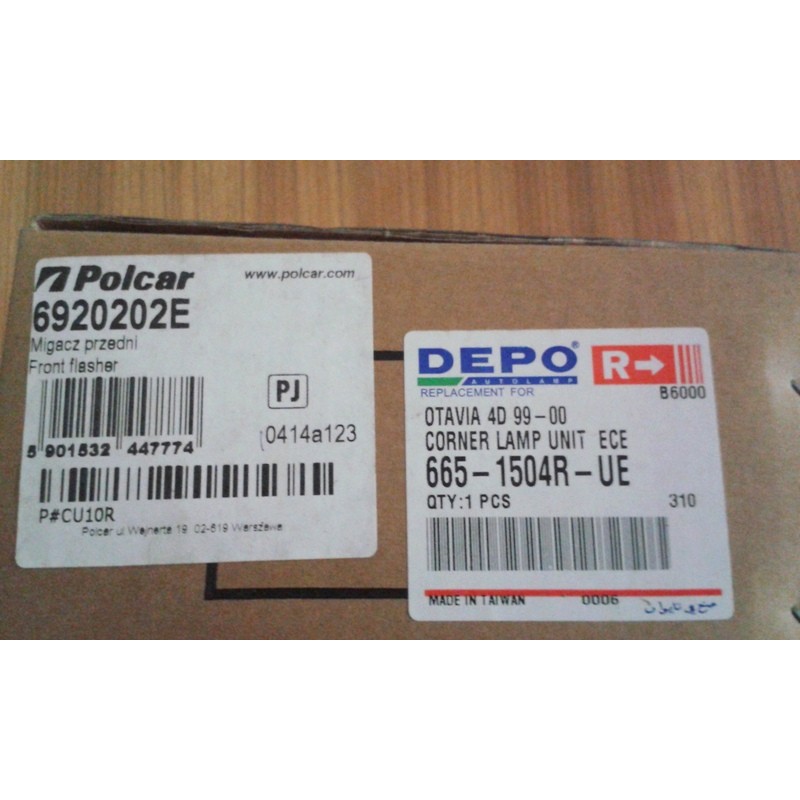 Polcar
www.polcar.com
6920202E
Migacz przedni
Front flasher
PJ
5 901532 447774
0414a123
P#CU10R
Polcar ul.Wejnerta 19 02-619 Warszawa
DEPO®
AUTOLAMP
REPLACEMENT FOR
R→
B6000
OTAVIA 4D 99-00
CORNER LAMP UNIT ECE
665-1504R-UE
QTY:1 PCS
310
MADE IN TAIWAN
0006